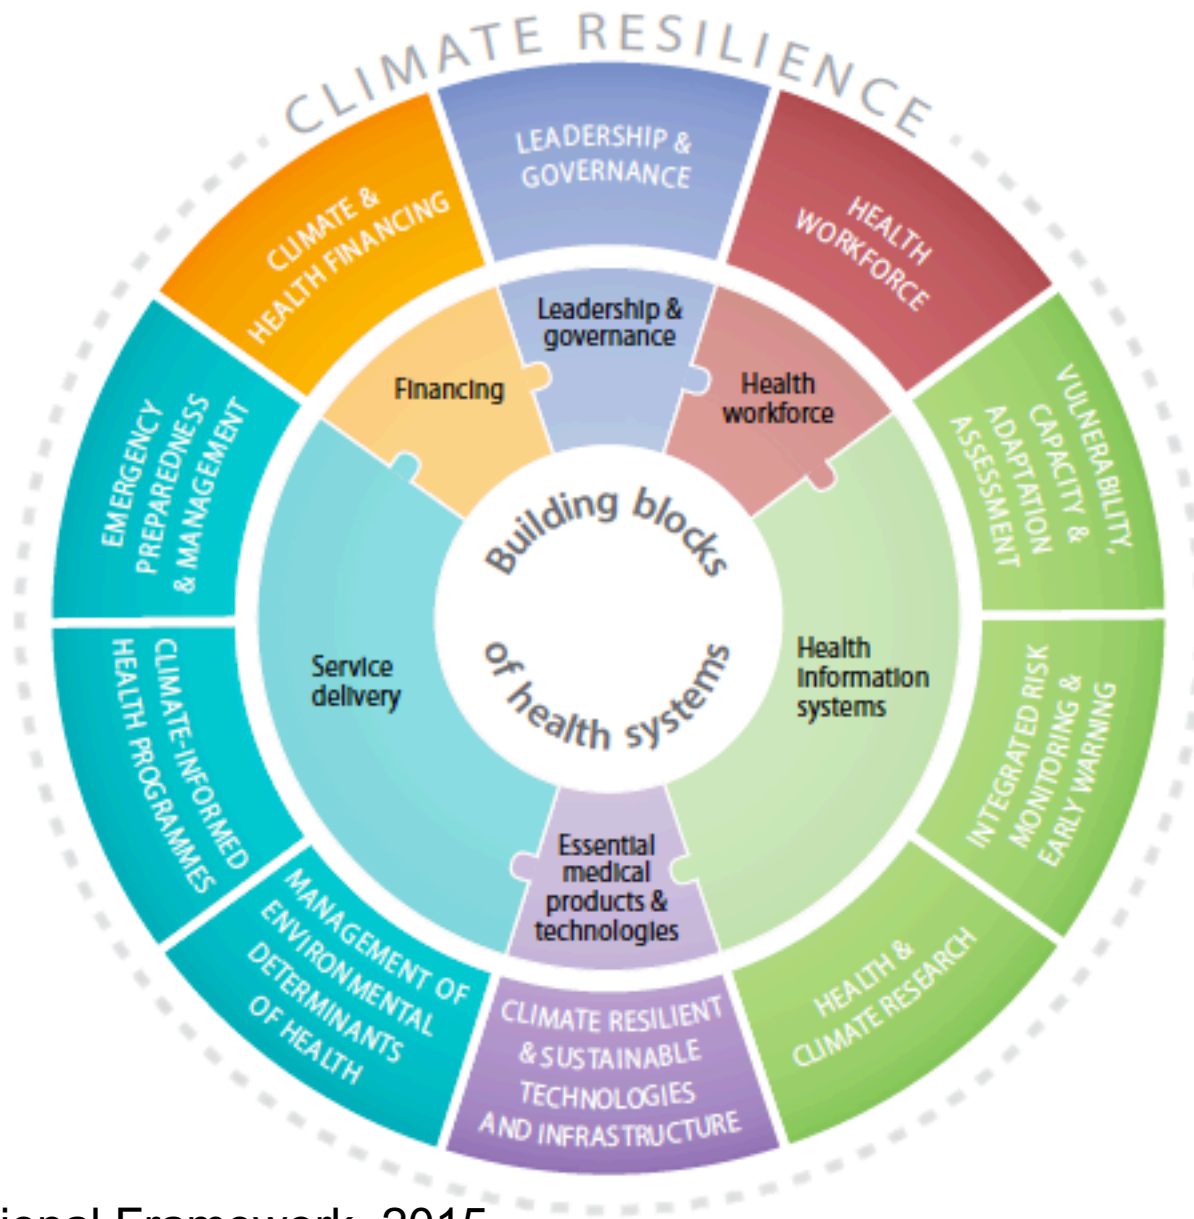 CLIMATE RESILIENCE
LEADERSHIP &
GOVERNANCE
HEALTH
WORKFORCE
VULNERABILITY,
CAPACITY &
ADAPTATION
ASSESSMENT
INTEGRATED RISK
MONITORING &
EARLY WARNING
HEALTH &
CLIMATE RESEARCH
CLIMATE RESILIENT
& SUSTAINABLE
TECHNOLOGIES
AND INFRASTRUCTURE
MANAGEMENT OF
ENVIRONMENTAL
DETERMINANTS
OF HEALTH
CLIMATE-INFORMED
HEALTH PROGRAMMES
EMERGENCY
PREPAREDNESS
& MANAGEMENT
CLIMATE &
HEALTH FINANCING
Leadership &
governance
Health
workforce
Health
information
systems
Essential
medical
products &
technologies
Service
delivery
Financing
Building blocks
of health systems
Framework, 2015